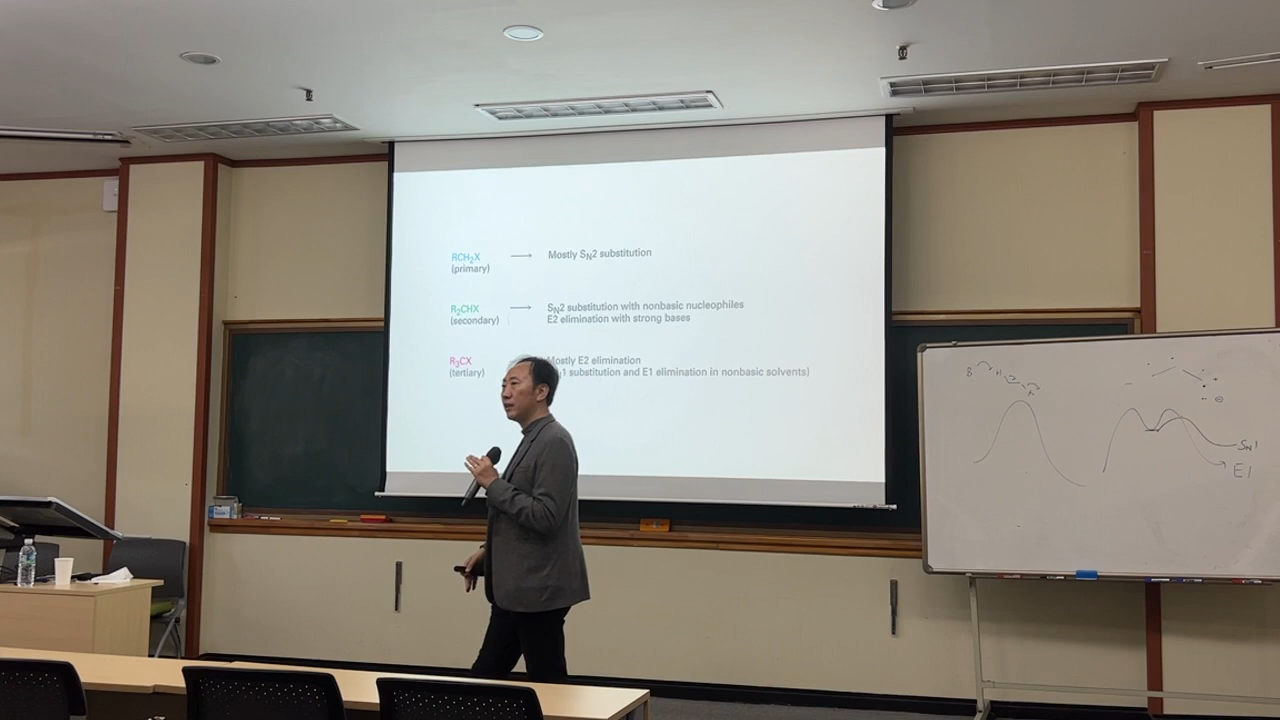 RCH2X → Mostly SN2 substitution
(primary)
R2CHX → SN2 substitution with nonbasic nucleophiles
(secondary) E2 elimination with strong bases
R3CX Mostly E2 elimination
(tertiary) 1 substitution and E1 elimination in nonbasic solvents)
B H
SN1
E1